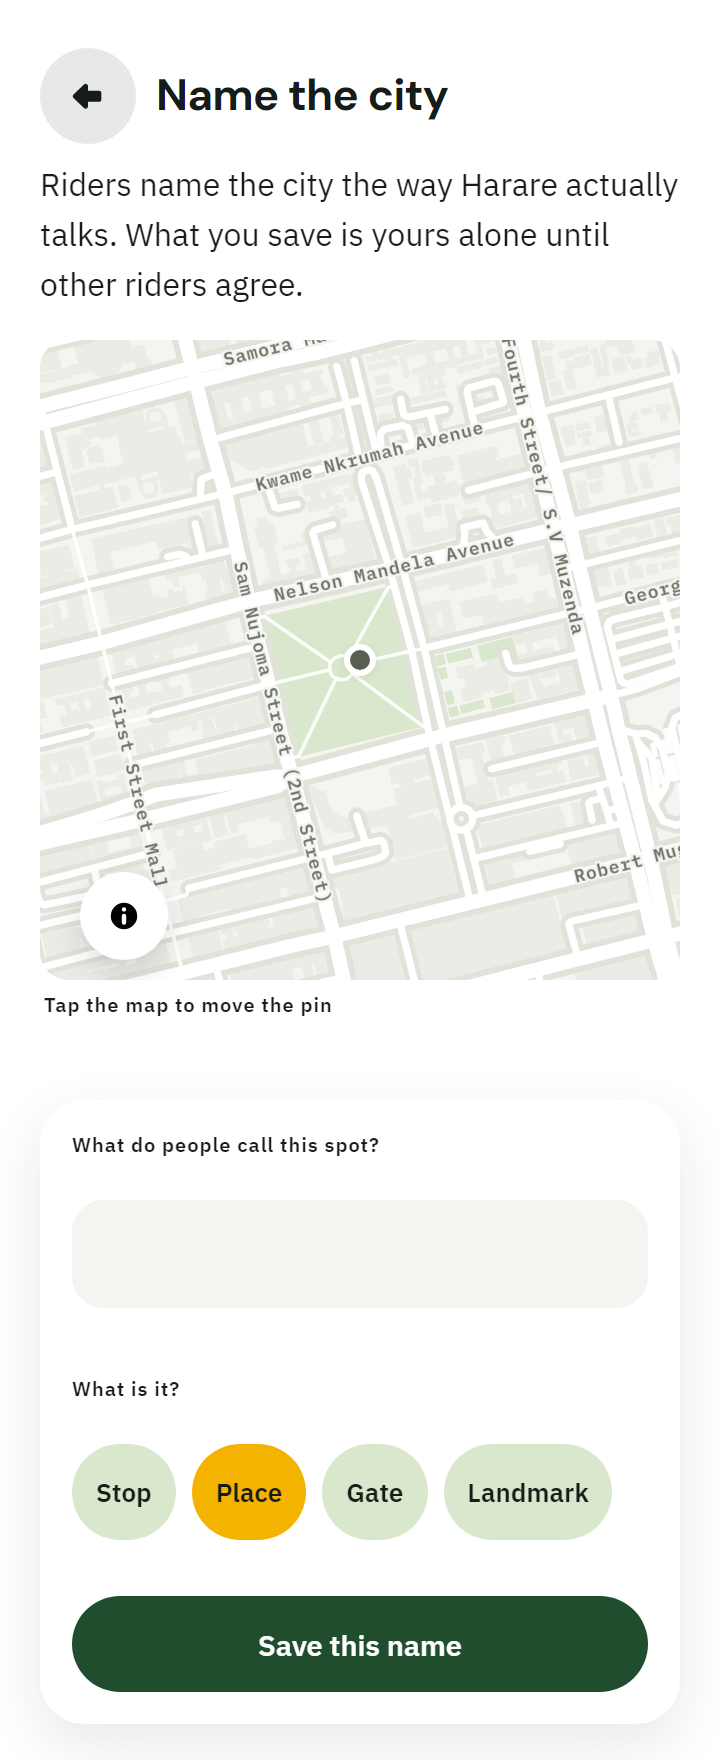 Name the city
Riders name the city the way Harare actually
talks. What you save is yours alone until
other riders agree.
Samora
Fourth Street/ S.V Muzenda
Kwame Nkrumah Avenue
Nelson Mandela Avenue
Sam Nujoma Street (2nd Street)
Georg
First Street Mall
Robert Mug
Tap the map to move the pin
What do people call this spot?
What is it?
Stop Place Gate Landmark
Save this name